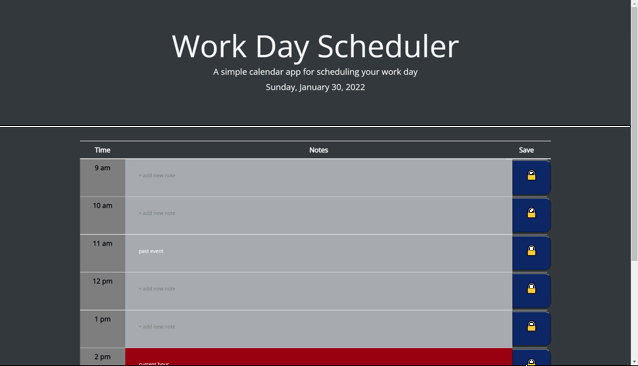 Work Day Scheduler
A simple calendar app for scheduling your work day
Sunday, January 30, 2022
Time Notes Save
9 am + add new note
10 am + add new note
11 am past event
12 pm + add new note
1 pm + add new note
2 pm current hour